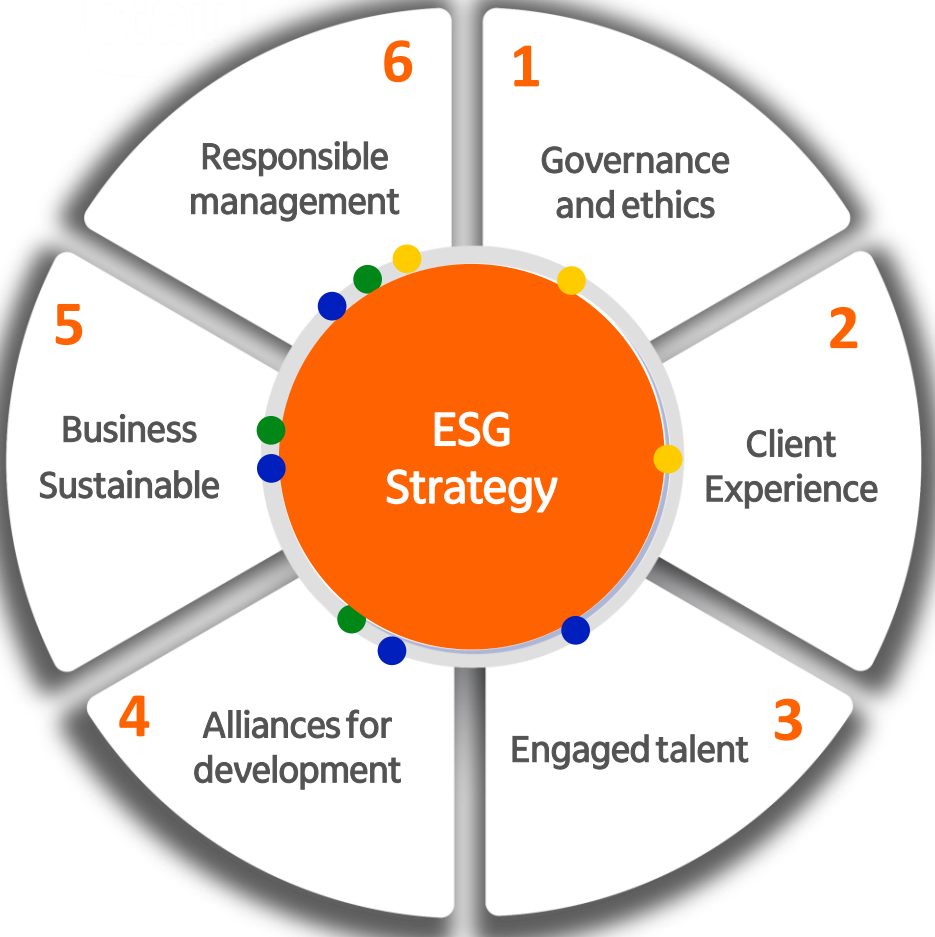 6
Responsible
management
1
Governance
and ethics
5
Business
Sustainable
ESG
Strategy
2
Client
Experience
4
Alliances for
development
3
Engaged talent